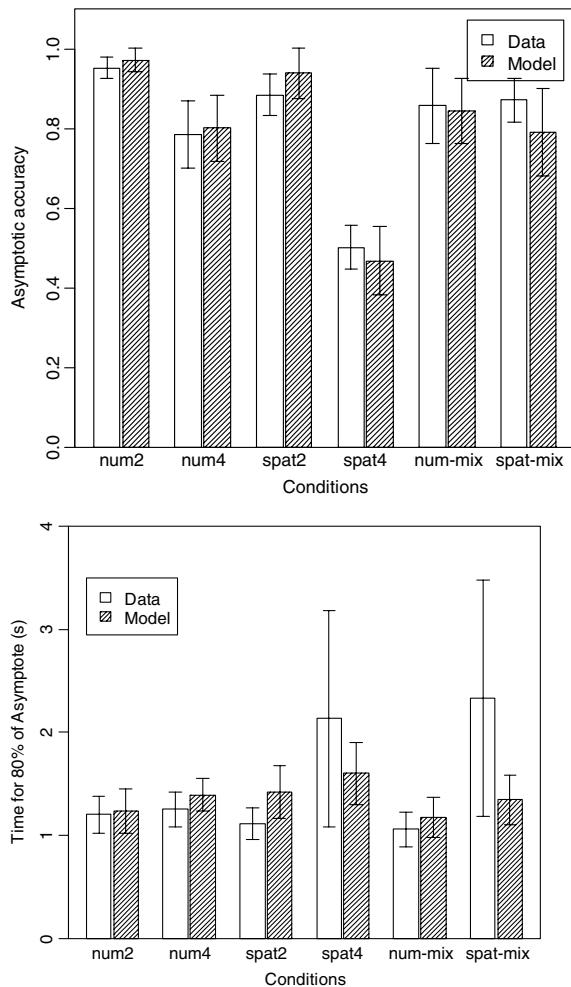 Asymptotic accuracy
1.0
0.8
0.6
0.4
0.2
0.0
Data
Model
num2 num4 spat2 spat4 num-mix spat-mix
Conditions
Time for 80% of Asymptote (s)
4
3
2
1
0
Data
Model
num2 num4 spat2 spat4 num-mix spat-mix
Conditions